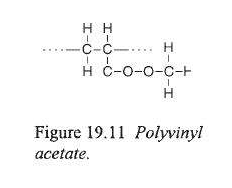 H H
C-C H
H C-O-O-C-H
H
Figure 19.11 Polyvinyl
acetate.